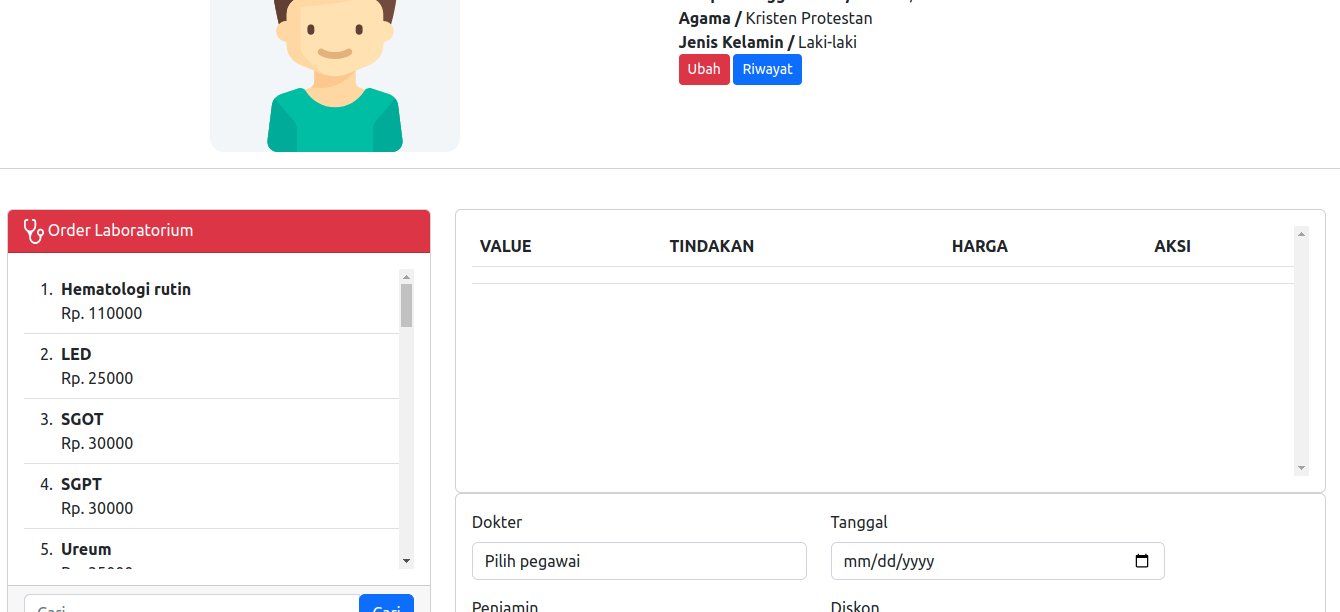 Agama / Kristen Protestan
Jenis Kelamin / Laki-laki
Ubah Riwayat
Order Laboratorium
1. Hematologi rutin
Rp. 110000
2. LED
Rp. 25000
3. SGOT
Rp. 30000
4. SGPT
Rp. 30000
5. Ureum
Cari Cari
VALUE TINDAKAN HARGA AKSI
Dokter Tanggal
Pilih pegawai mm/dd/yyyy
Penjamin Diskon